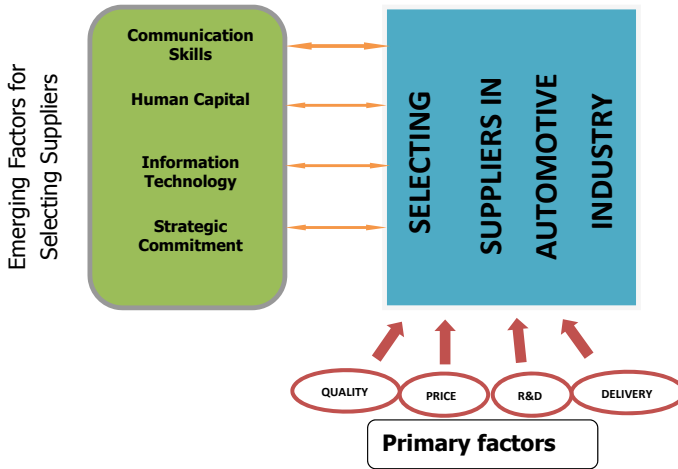 Emerging Factors for
Selecting Suppliers
Communication
Skills
Human Capital
Information
Technology
Strategic
Commitment
SELECTING
SUPPLIERS IN
AUTOMOTIVE
INDUSTRY
QUALITY
PRICE
R&D
DELIVERY
Primary factors